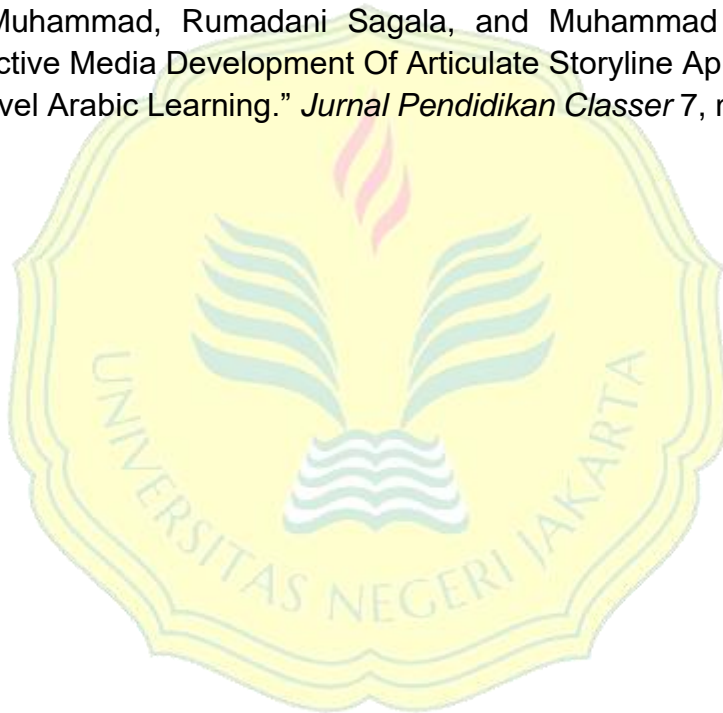 Muhammad, Rumadani Sagala, and Muhammad
ctive Media Development Of Articulate Storyline Ap
vel Arabic Learning.” Jurnal Pendidikan Classer 7, r
UNIVERSITAS NEGERI JAKARTA